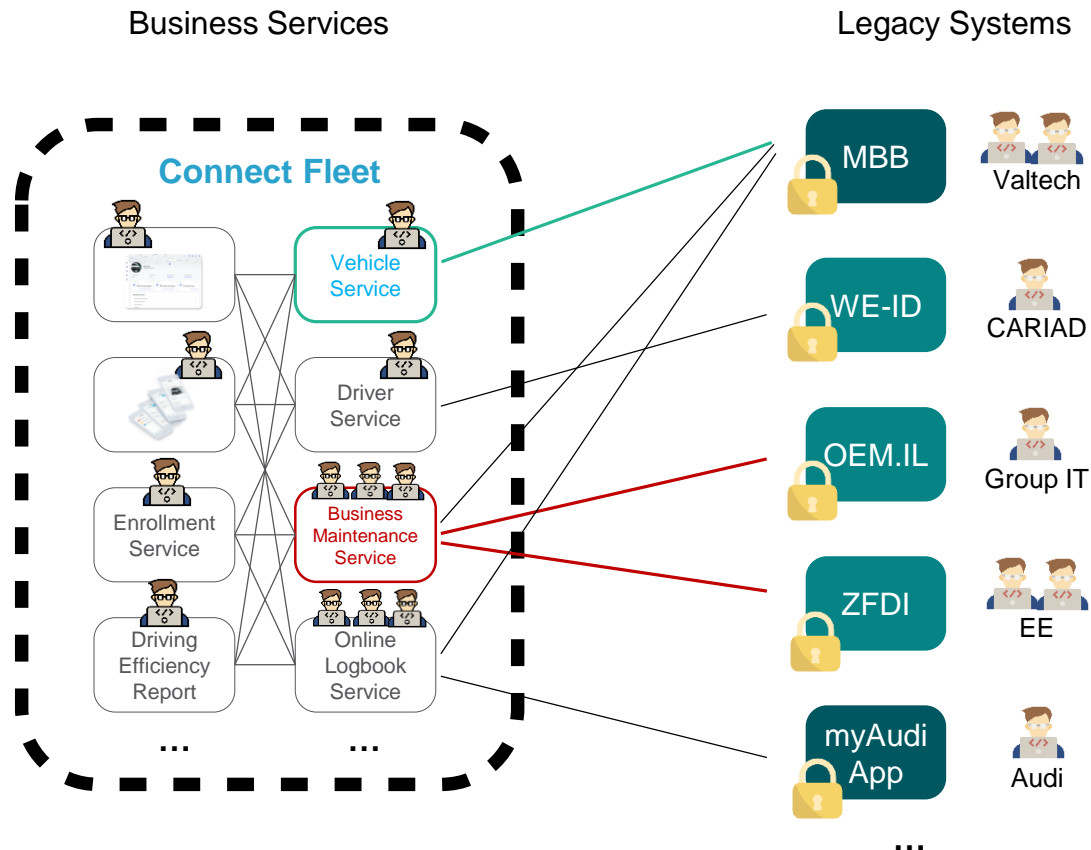 Business Services
Legacy Systems
Connect Fleet
Vehicle
Service
Driver
Service
Enrollment
Service
Business
Maintenance
Service
Driving
Efficiency
Report
Online
Logbook
Service
...
...
MBB
Valtech
WE-ID
CARIAD
OEM.IL
Group IT
ZFDI
EE
myAudi
App
Audi
...